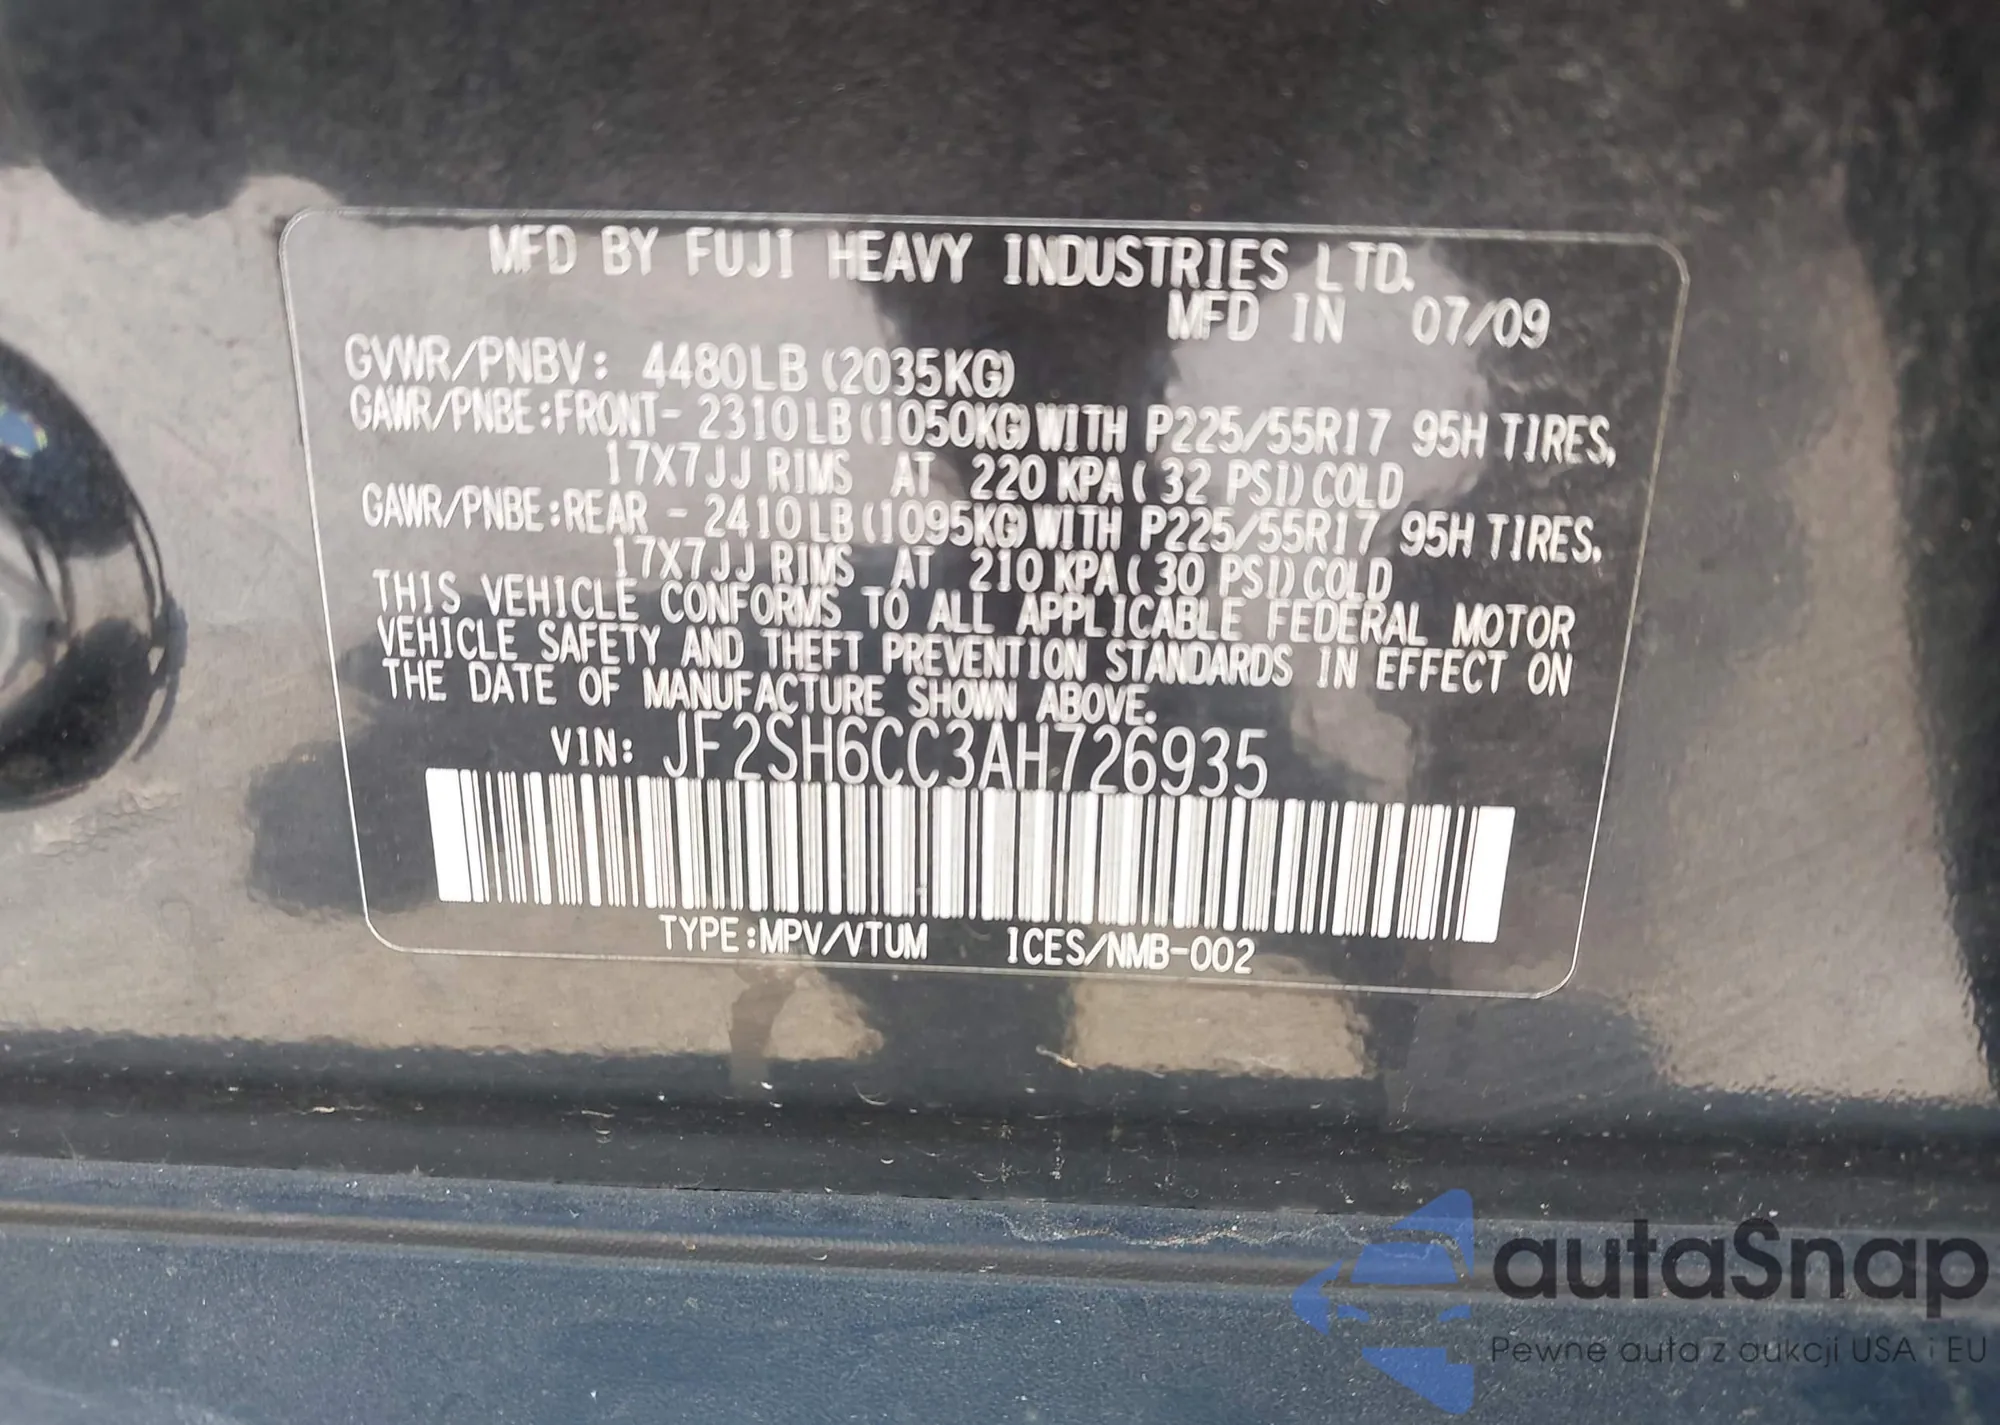 MFD BY FUJI HEAVY INDUSTRIES LTD.
MFD IN 07/09
GVWR/PNBV: 4480LB (2035KG)
GAWR/PNBE:FRONT- 2310LB(1050KG)WITH P225/55R17 95H TIRES,
17X7JJ RIMS AT 220 KPA( 32 PSI)COLD
GAWR/PNBE:REAR - 2410LB(1095KG)WITH P225/55R17 95H TIRES,
17X7JJ RIMS AT 210 KPA( 30 PSI)COLD
THIS VEHICLE CONFORMS TO ALL APPLICABLE FEDERAL MOTOR
VEHICLE SAFETY AND THEFT PREVENTION STANDARDS IN EFFECT ON
THE DATE OF MANUFACTURE SHOWN ABOVE.
VIN: JF2SH6CC3AH726935
TYPE:MPV/VTUM ICES/NMB-002
autaSnap
Pewne auta z aukcji USA i EU